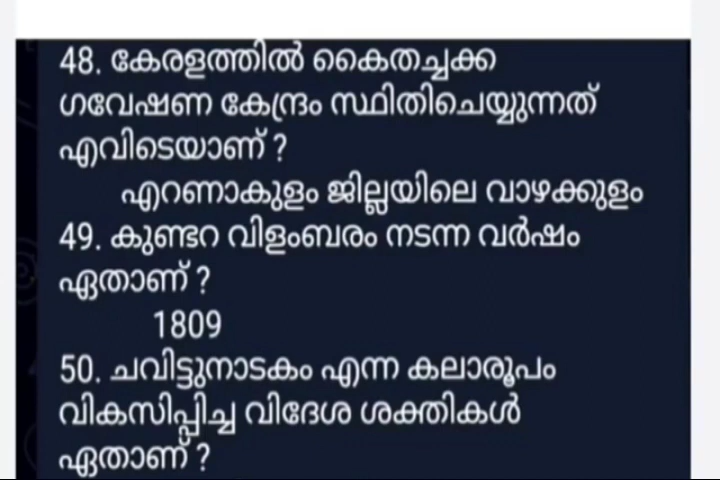 48. കേരളത്തിൽ കൈതച്ചക്ക
ഗവേഷണ കേന്ദ്രം സ്ഥിതിചെയ്യുന്നത്
എവിടെയാണ് ?
എറണാകുളം ജില്ലയിലെ വാഴക്കുളം
49. കുണ്ടറ വിളംബരം നടന്ന വർഷം
ഏതാണ് ?
1809
50. ചവിട്ടുനാടകം എന്ന കലാരൂപം
വികസിപ്പിച്ച വിദേശ ശക്തികൾ
ഏതാണ് ?